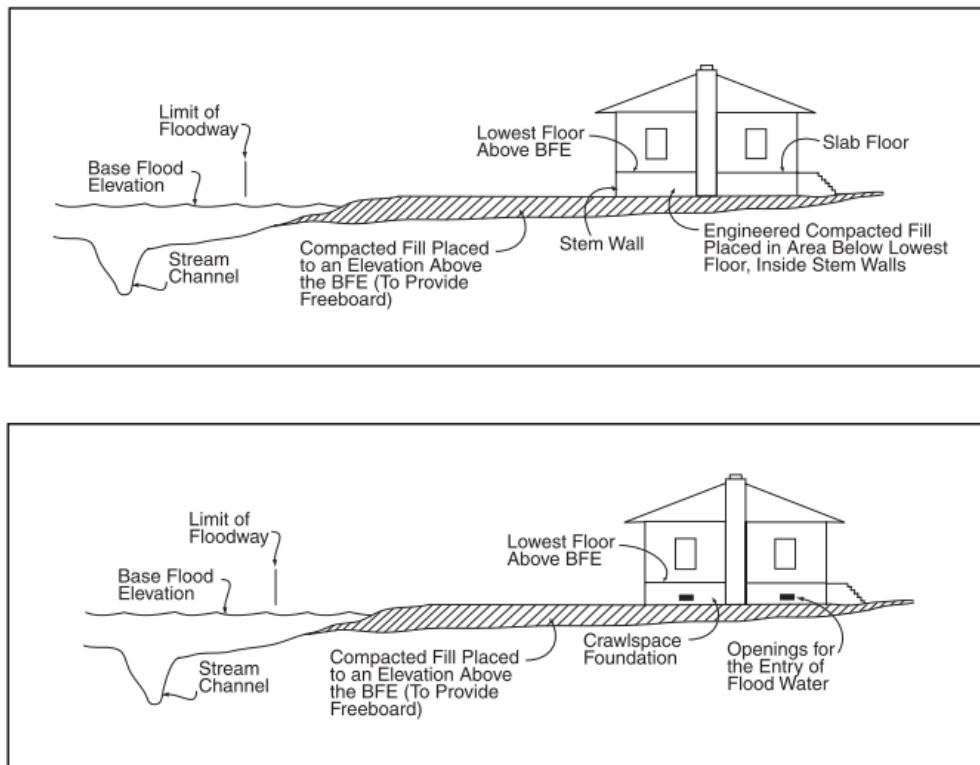 Limit of
Floodway
Base Flood
Elevation
Lowest Floor
Above BFE
Slab Floor
Stream
Channel
Compacted Fill Placed
to an Elevation Above
the BFE (To Provide
Freeboard)
Stem Wall
Engineered Compacted Fill
Placed in Area Below Lowest
Floor, Inside Stem Walls
Limit of
Floodway
Base Flood
Elevation
Lowest Floor
Above BFE
Stream
Channel
Compacted Fill Placed
to an Elevation Above
the BFE (To Provide
Freeboard)
Crawlspace
Foundation
Openings for
the Entry of
Flood Water